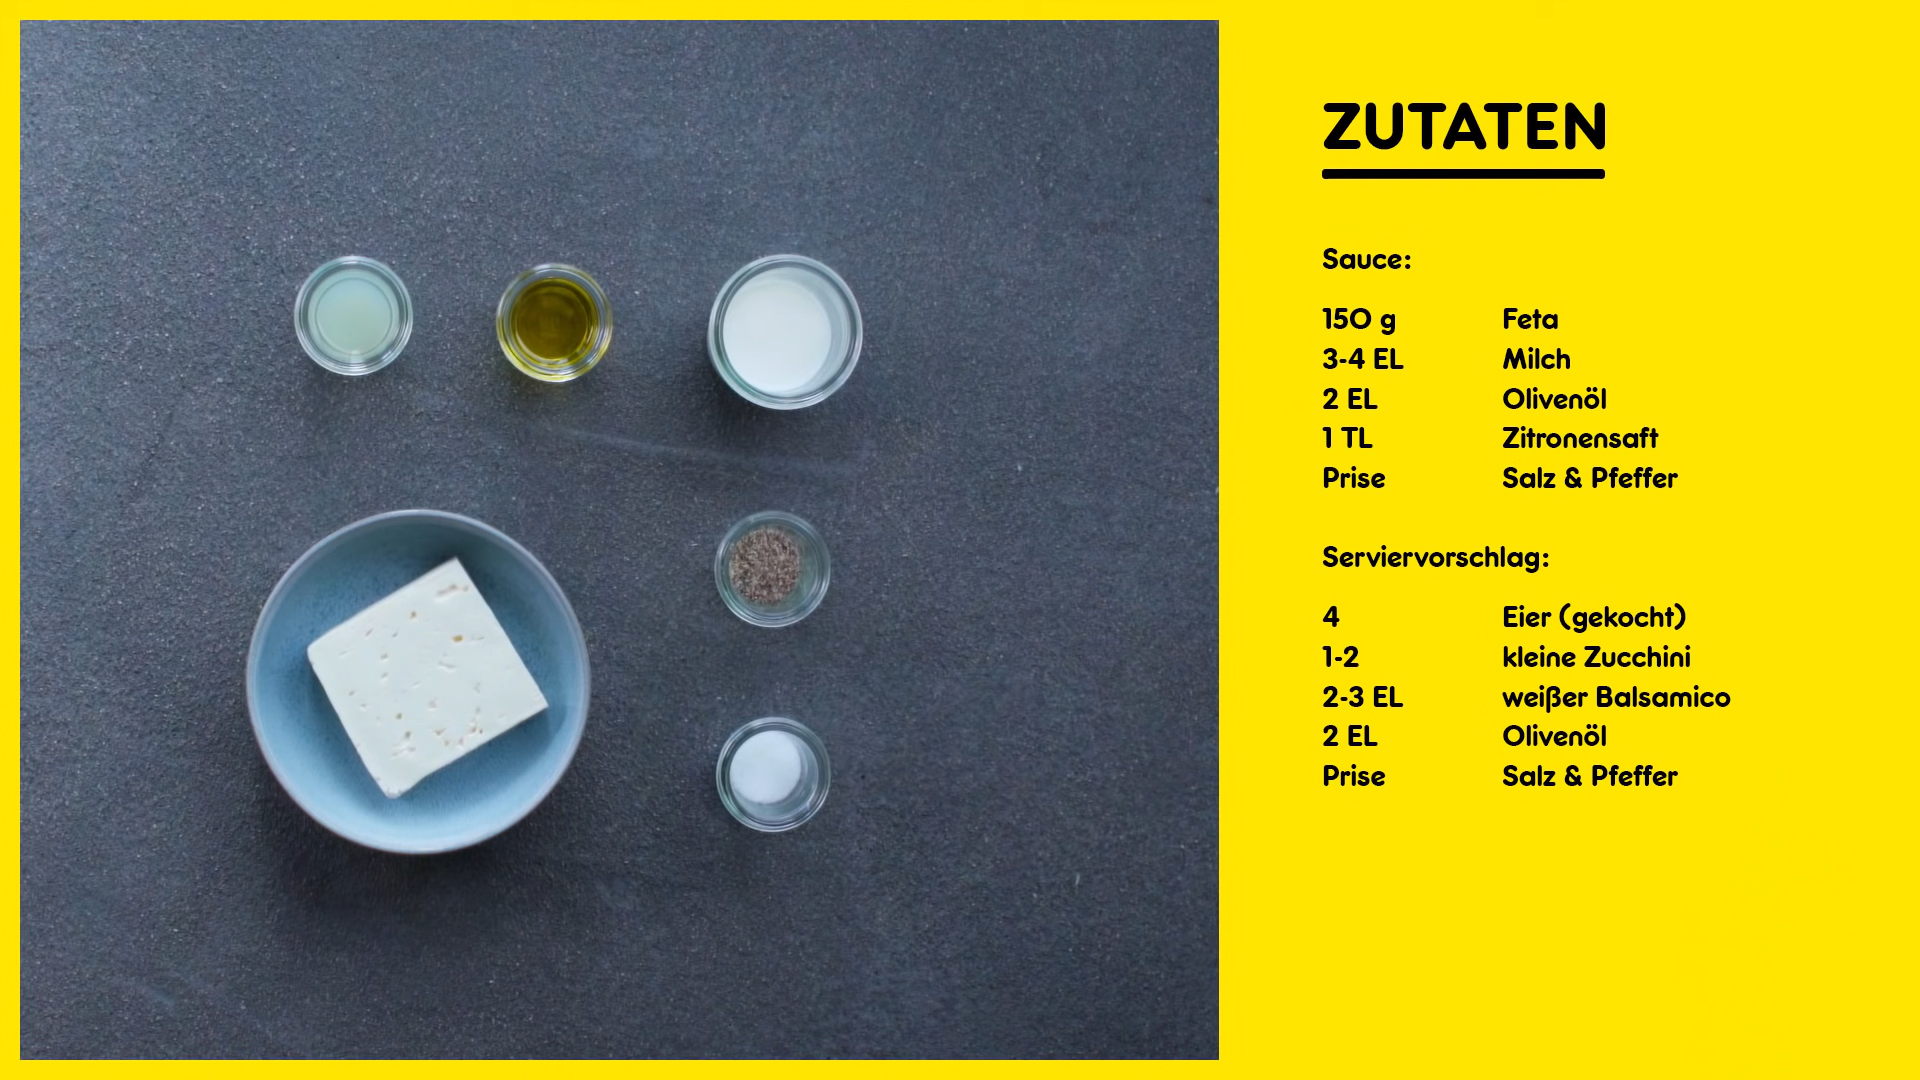 ZUTATEN
Sauce:
150 g Feta
3-4 EL Milch
2 EL Olivenöl
1 TL Zitronensaft
Prise Salz & Pfeffer
Serviervorschlag:
4 Eier (gekocht)
1-2 kleine Zucchini
2-3 EL weißer Balsamico
2 EL Olivenöl
Prise Salz & Pfeffer